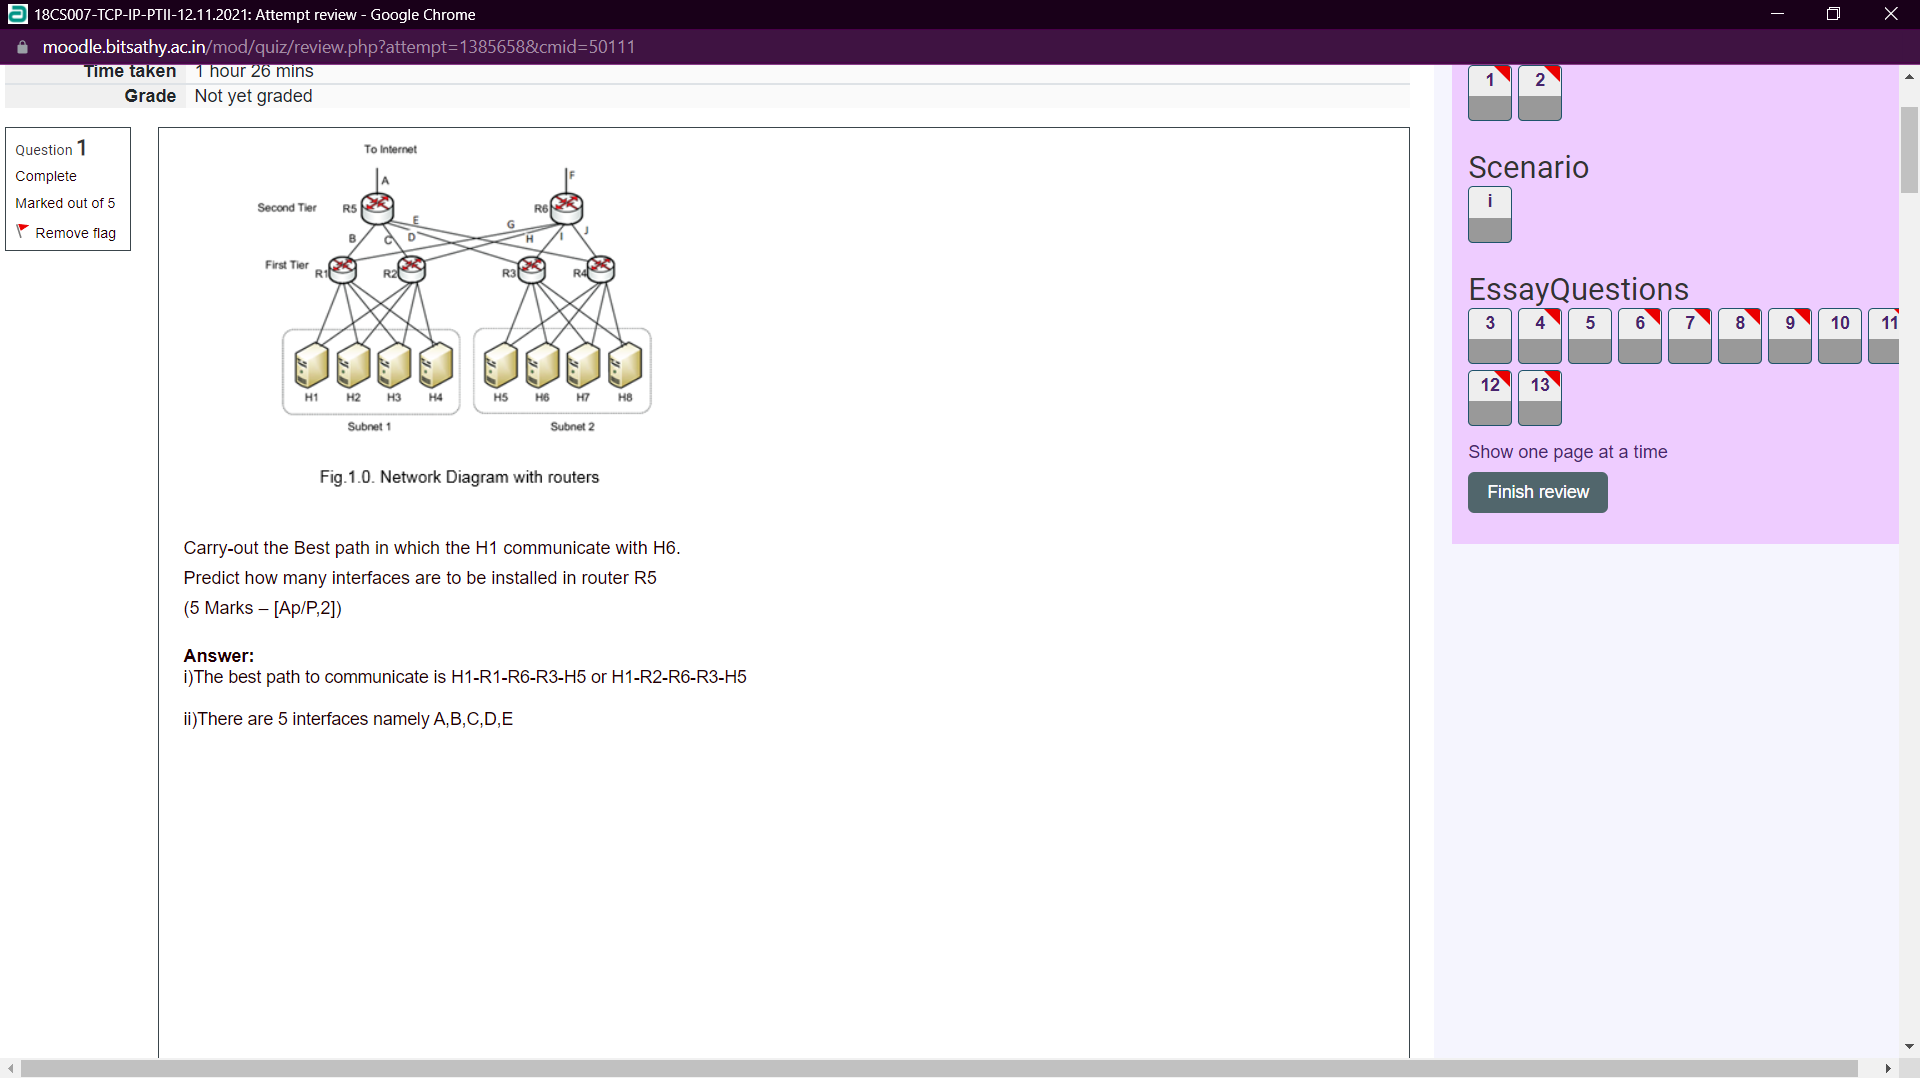 18CS007-TCP-IP-PTII-12.11.2021: Attempt review - Google Chrome
moodle.bitsathy.ac.in/mod/quiz/review.php?attempt=1385658&cmid=50111
Time taken 1 hour 26 mins
Grade Not yet graded
Question 1
Complete
Marked out of 5
Remove flag
To Internet
A F
Second Tier R5 R6
E G J
B C D H I
First Tier R1 R2 R3 R4
H1 H2 H3 H4 H5 H6 H7 H8
Subnet 1 Subnet 2
Fig.1.0. Network Diagram with routers
Carry-out the Best path in which the H1 communicate with H6.
Predict how many interfaces are to be installed in router R5
(5 Marks – [Ap/P,2])
Answer:
i)The best path to communicate is H1-R1-R6-R3-H5 or H1-R2-R6-R3-H5
ii)There are 5 interfaces namely A,B,C,D,E
1 2
Scenario
i
EssayQuestions
3 4 5 6 7 8 9 10 11
12 13
Show one page at a time
Finish review